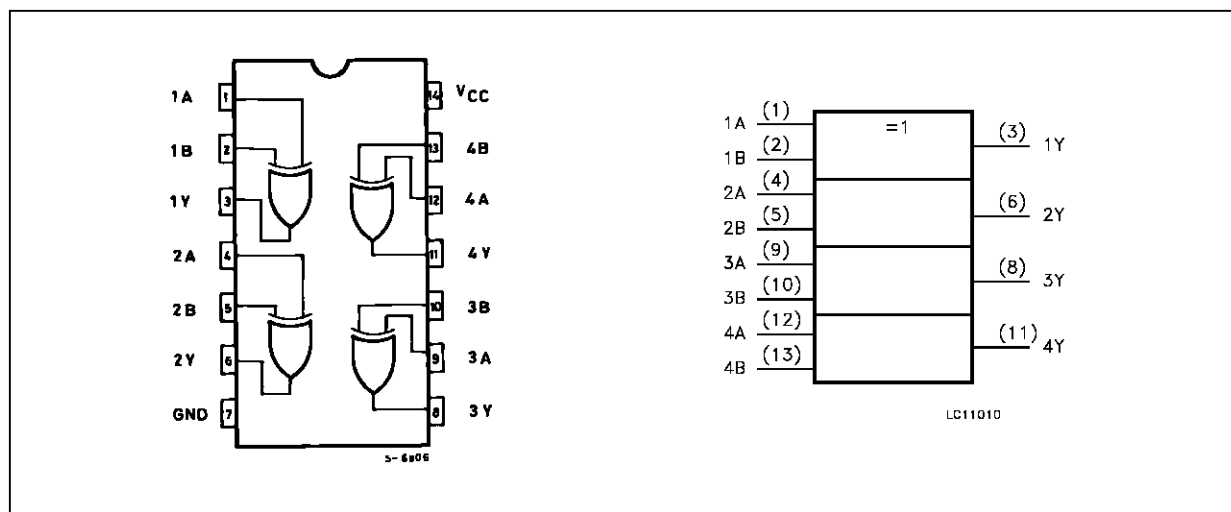 1A 1 14 VCC
1B 2 13 4B
1Y 3 12 4A
2A 4 11 4Y
2B 5 10 3B
2Y 6 9 3A
GND 7 8 3Y
S-6806
=1
1A (1)
1B (2)
(3) 1Y
2A (4)
2B (5)
(6) 2Y
3A (9)
3B (10)
(8) 3Y
4A (12)
4B (13)
(11) 4Y
LC11010